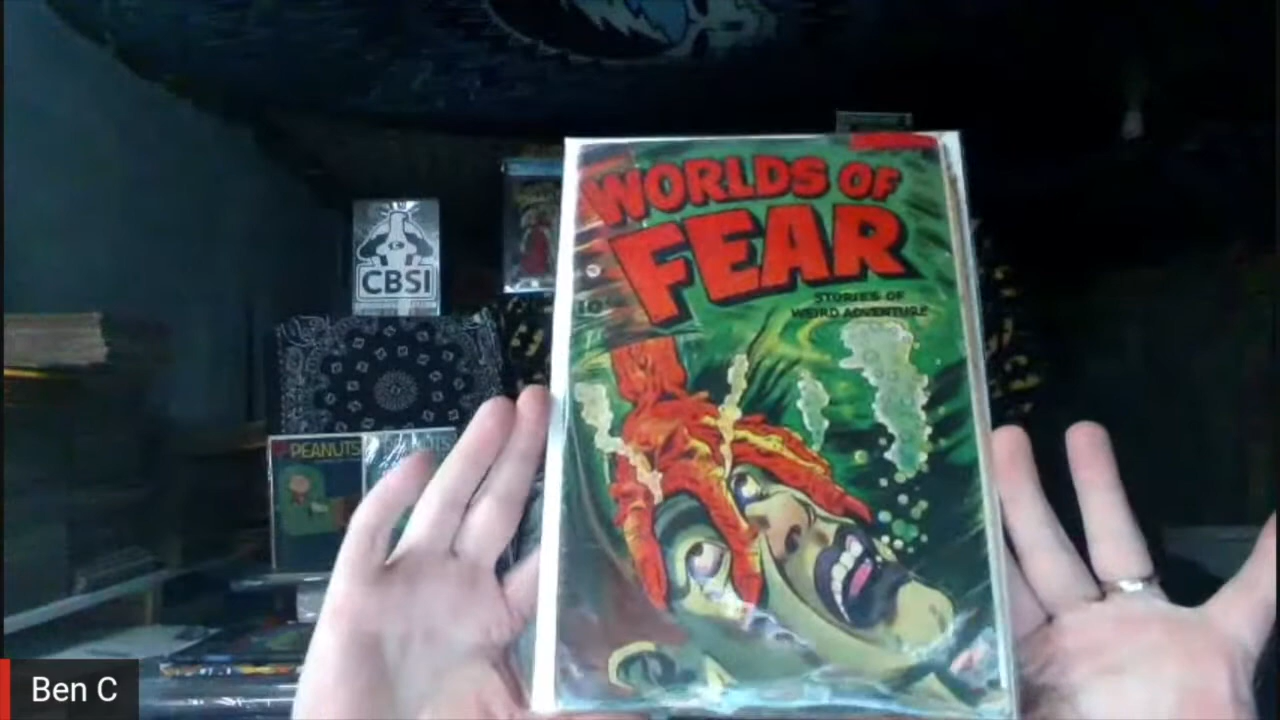 WORLDS OF
FEAR
STORIES OF
WEIRD ADVENTURE
10¢
CBSI
PEANUTS
Ben C